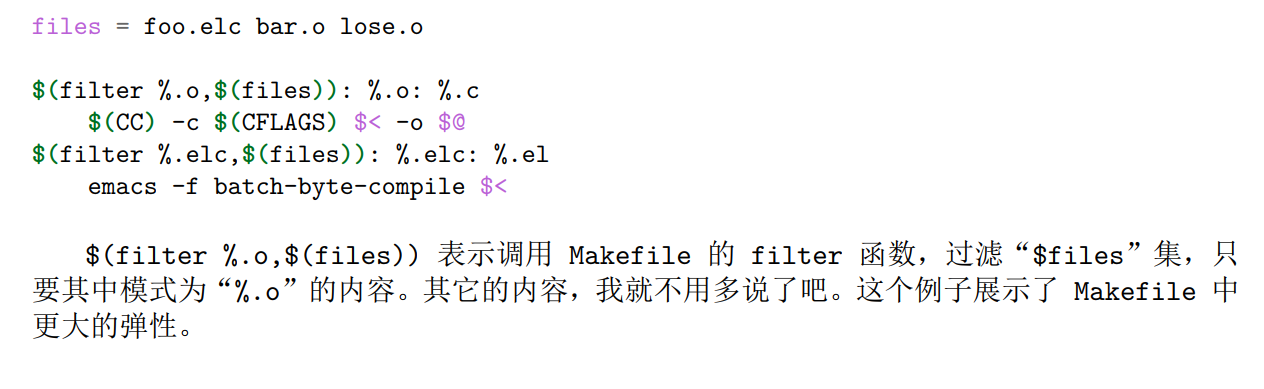 files = foo.elc bar.o lose.o
$(filter %.o,$(files)): %.o: %.c
$(CC) -c $(CFLAGS) $< -o $@
$(filter %.elc,$(files)): %.elc: %.el
emacs -f batch-byte-compile $<
$(filter %.o,$(files)) 表示调用 Makefile 的 filter 函数，过滤“$files”集，只
要其中模式为“%.o”的内容。其它的内容，我就不用多说了吧。这个例子展示了 Makefile 中
更大的弹性。